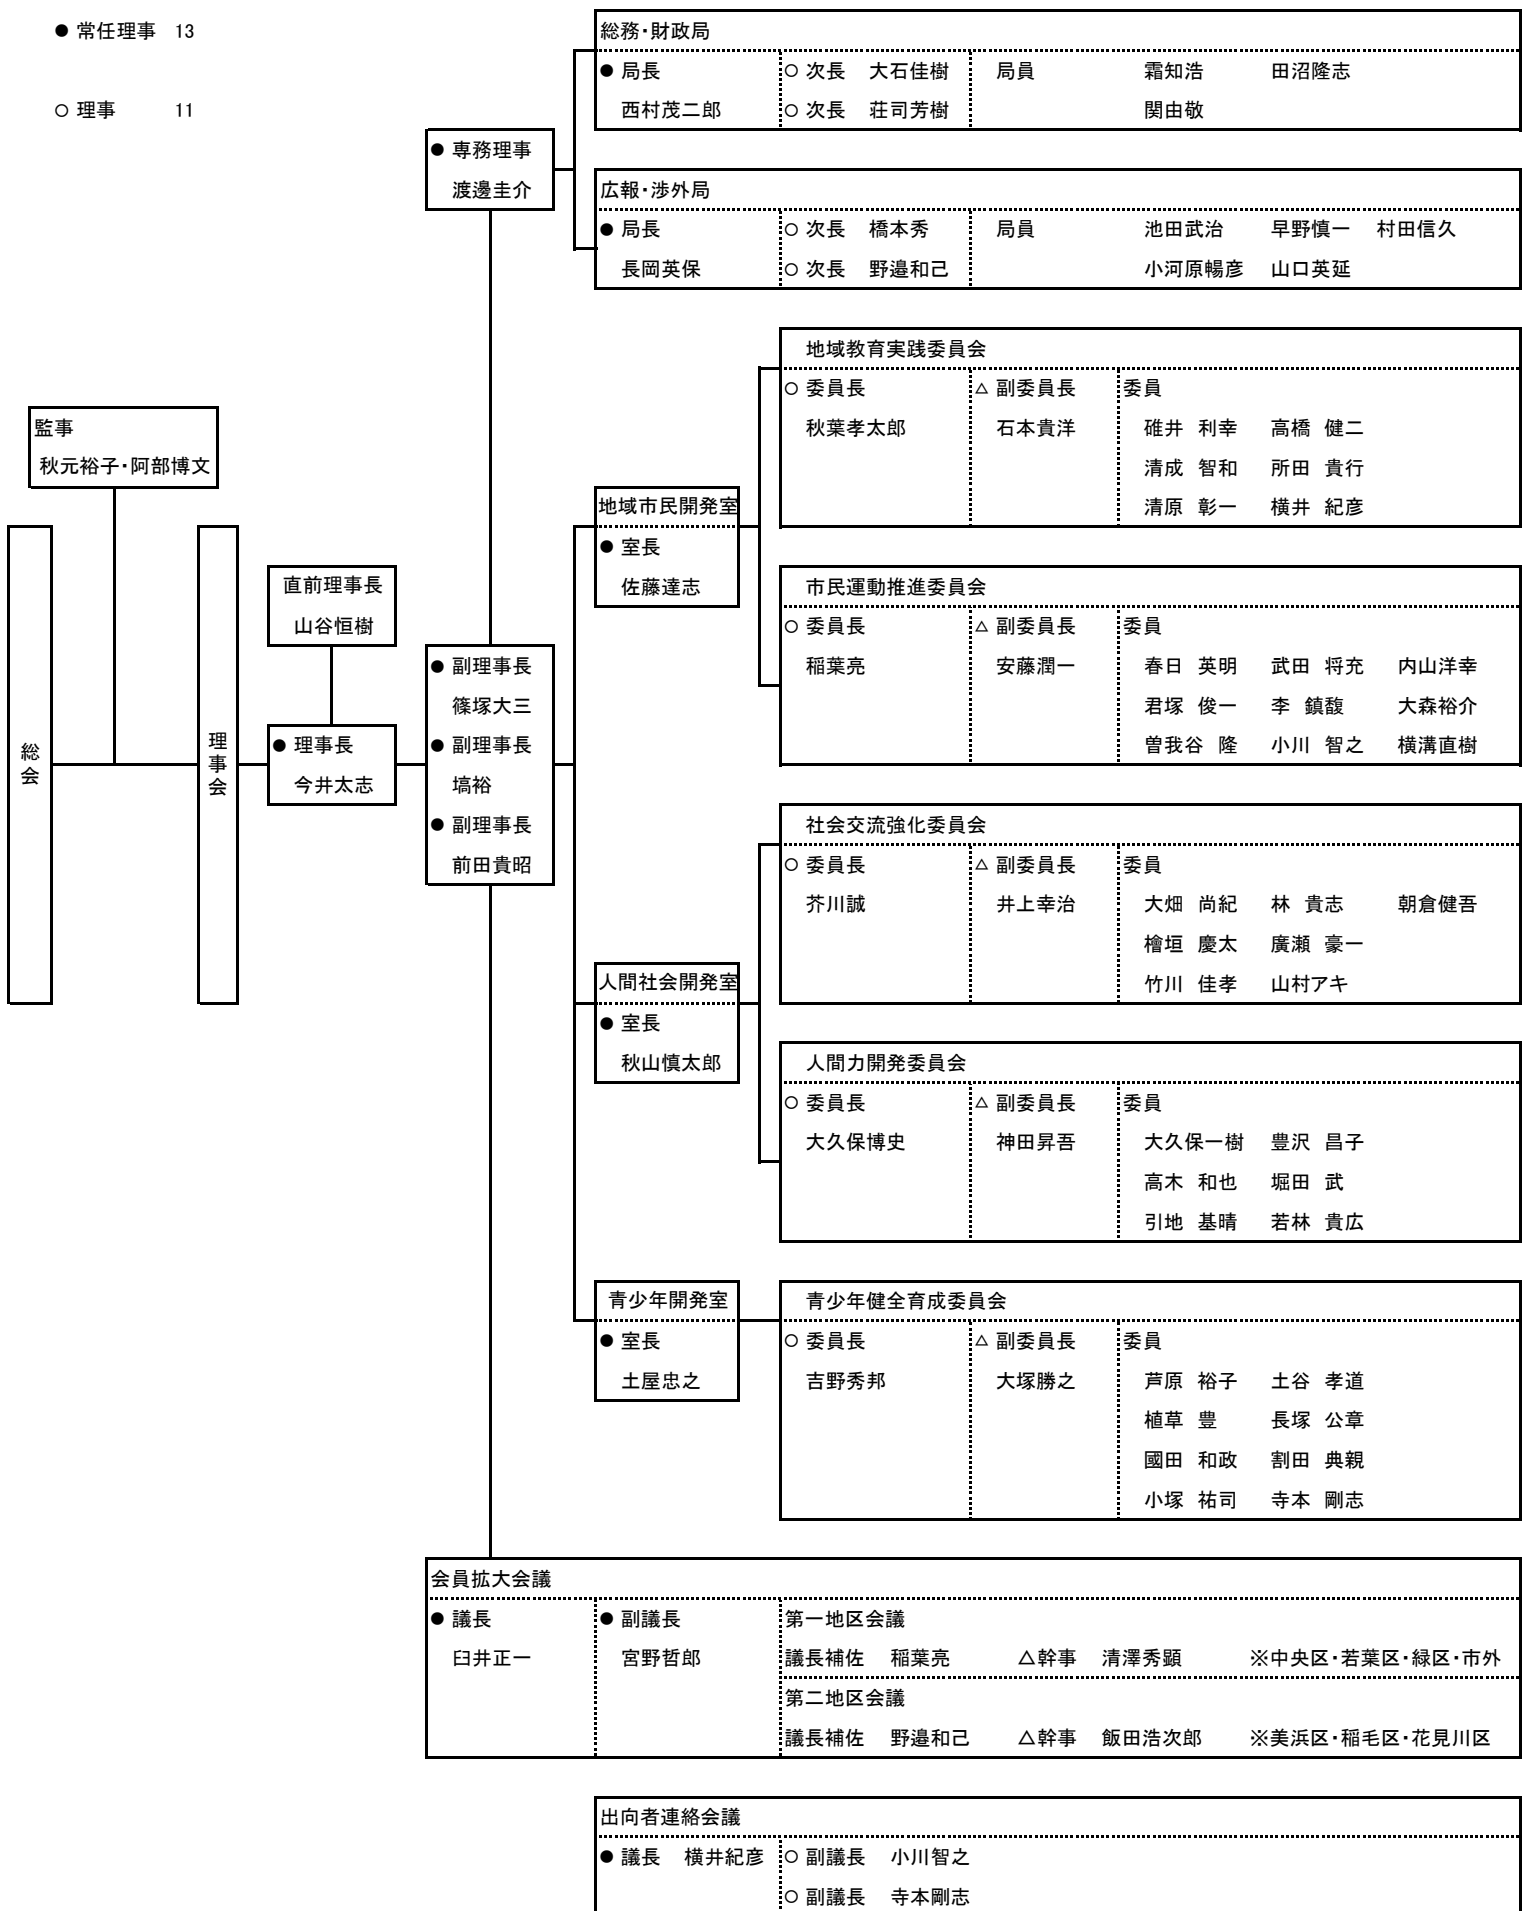 ● 常任理事 13
○ 理事 11
総務・財政局
● 局長 ○ 次長 大石佳樹 局員 霜知浩 田沼隆志
西村茂二郎 ○ 次長 荘司芳樹 関由敬
● 専務理事
渡邊圭介
広報・渉外局
● 局長 ○ 次長 橋本秀 局員 池田武治 早野慎一 村田信久
長岡英保 ○ 次長 野邉和己 小河原暢彦 山口英延
地域教育実践委員会
○ 委員長 △ 副委員長 委員
秋葉孝太郎 石本貴洋 碓井 利幸 高橋 健二
清成 智和 所田 貴行
清原 彰一 横井 紀彦
監事
秋元裕子・阿部博文
地域市民開発室
● 室長
佐藤達志
総会
理事会
直前理事長
山谷恒樹
● 理事長
今井太志
● 副理事長
篠塚大三
● 副理事長
塙裕
● 副理事長
前田貴昭
市民運動推進委員会
○ 委員長 △ 副委員長 委員
稲葉亮 安藤潤一 春日 英明 武田 将充 内山洋幸
君塚 俊一 李 鎮馥 大森裕介
曽我谷 隆 小川 智之 横溝直樹
社会交流強化委員会
○ 委員長 △ 副委員長 委員
芥川誠 井上幸治 大畑 尚紀 林 貴志 朝倉健吾
檜垣 慶太 廣瀬 豪一
竹川 佳孝 山村アキ
人間社会開発室
● 室長
秋山慎太郎
人間力開発委員会
○ 委員長 △ 副委員長 委員
大久保博史 神田昇吾 大久保一樹 豊沢 昌子
高木 和也 堀田 武
引地 基晴 若林 貴広
青少年開発室
● 室長
土屋忠之
青少年健全育成委員会
○ 委員長 △ 副委員長 委員
吉野秀邦 大塚勝之 芦原 裕子 土谷 孝道
植草 豊 長塚 公章
國田 和政 割田 典親
小塚 祐司 寺本 剛志
会員拡大会議
● 議長 ● 副議長 第一地区会議
臼井正一 宮野哲郎 議長補佐 稲葉亮 △幹事 清澤秀顕 ※中央区・若葉区・緑区・市外
第二地区会議
議長補佐 野邉和己 △幹事 飯田浩次郎 ※美浜区・稲毛区・花見川区
出向者連絡会議
● 議長 横井紀彦 ○ 副議長 小川智之
○ 副議長 寺本剛志